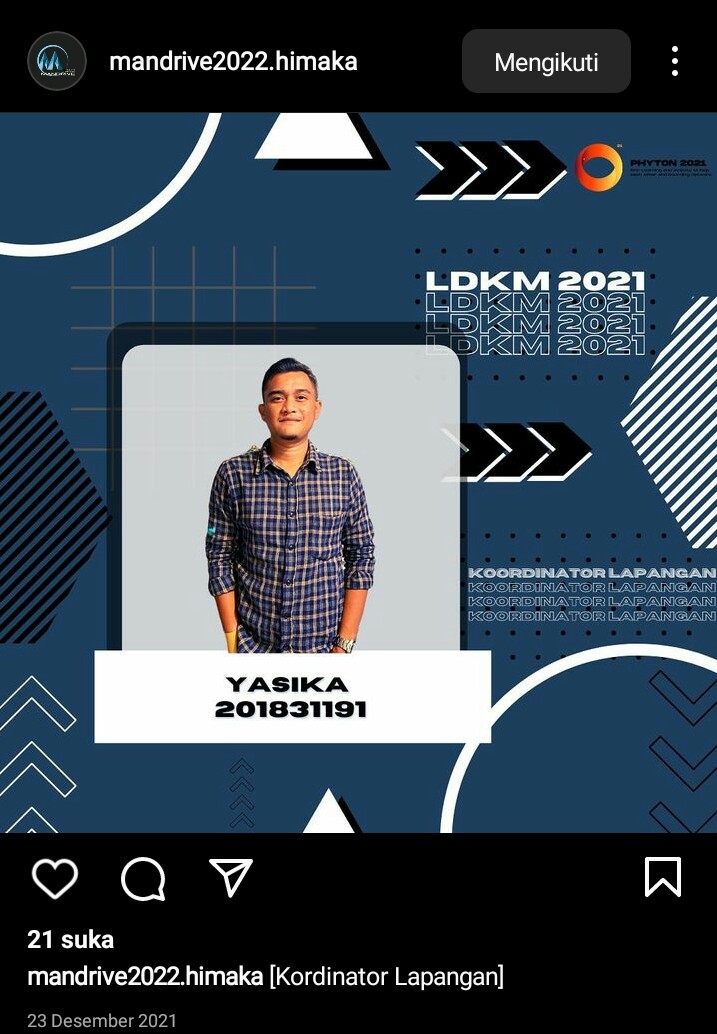 mandrive2022.himaka
Mengikuti
PHYTON 2021
LDKM 2021
LDKM 2021
LDKM 2021
LDKM 2021
KOORDINATOR LAPANGAN
KOORDINATOR LAPANGAN
KOORDINATOR LAPANGAN
KOORDINATOR LAPANGAN
YASIKA
201831191
21 suka
mandrive2022.himaka [Kordinator Lapangan]
23 Desember 2021